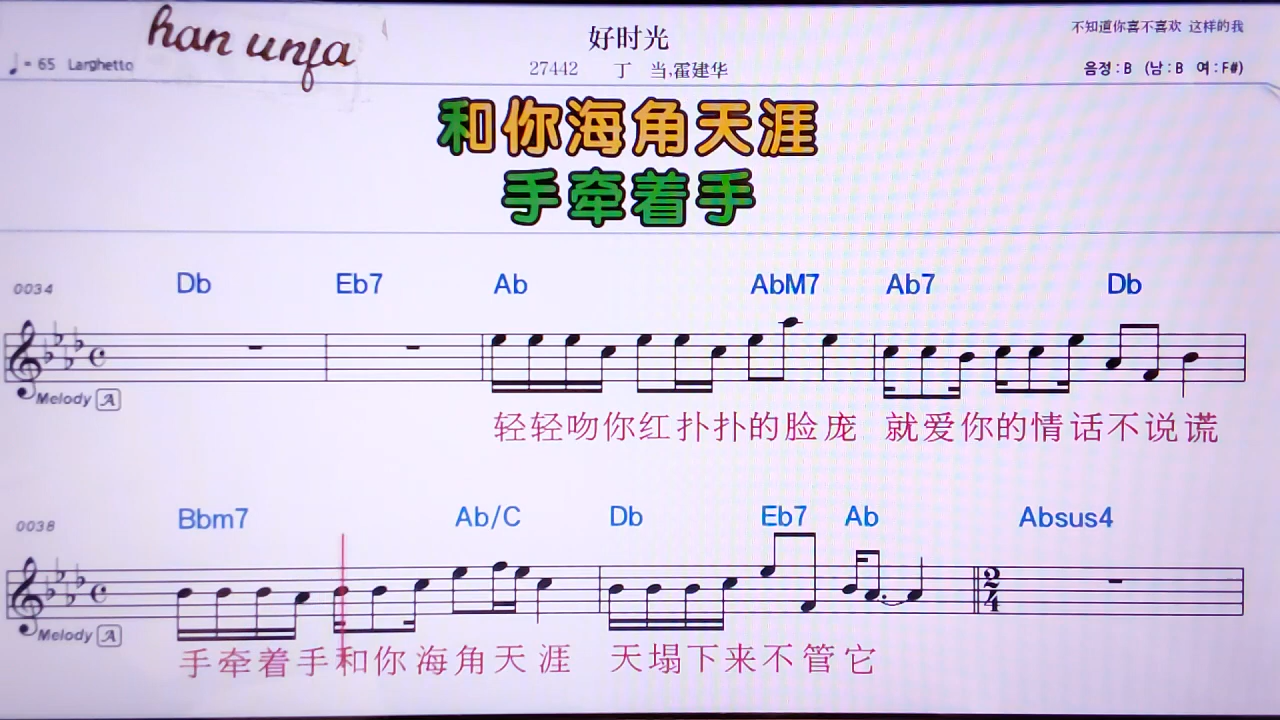 han unfa
好时光
不知道你喜不喜欢 这样的我
♩= 65 Larghetto
27442 丁 当,霍建华
음정 : B (남 : B 여 : F#)
和你海角天涯
手牵着手
0034 Db Eb7 Ab AbM7 Ab7 Db
Melody A
轻轻吻你红扑扑的脸庞 就爱你的情话不说谎
0038 Bbm7 Ab/C Db Eb7 Ab Absus4
2
4
Melody A
手牵着手和你海角天涯 天塌下来不管它